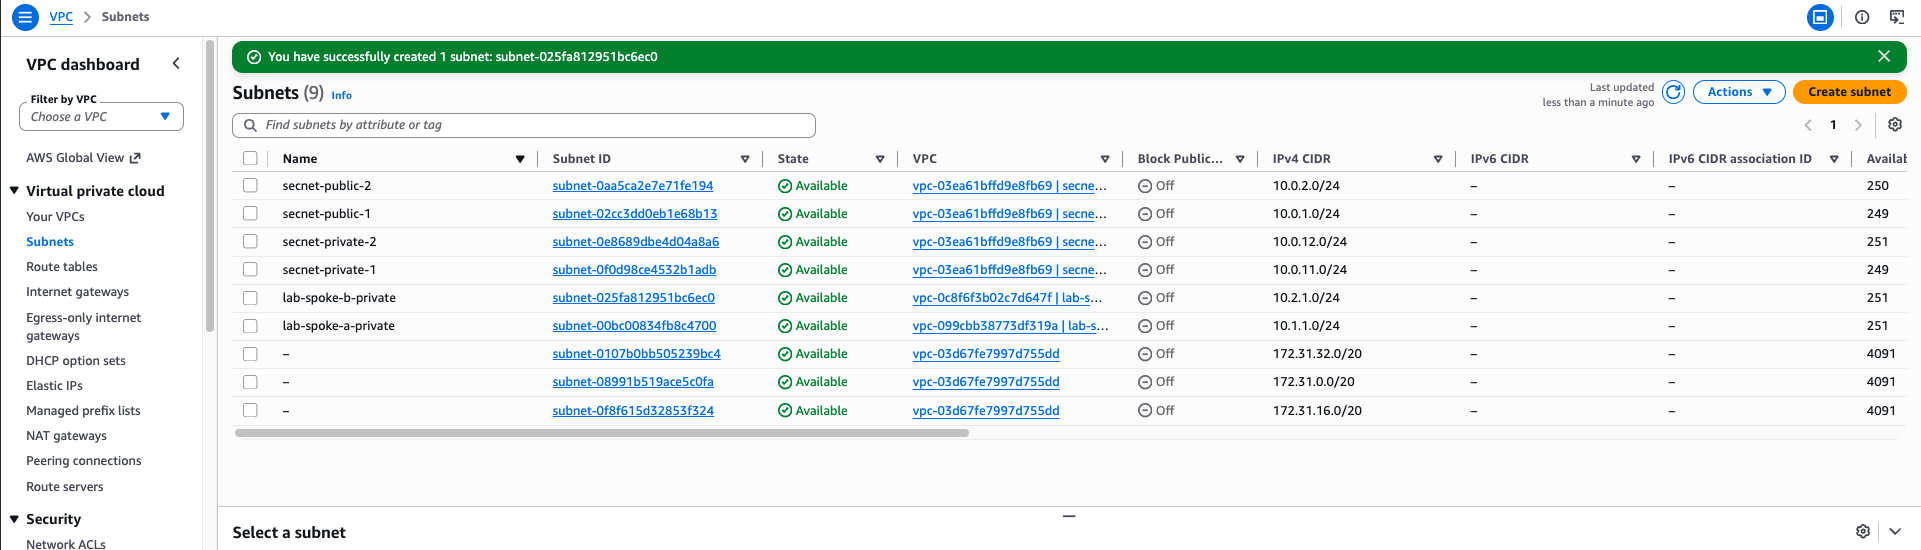 VPC > Subnets
You have successfully created 1 subnet: subnet-025fa812951bc6ec0
VPC dashboard
Filter by VPC
Choose a VPC
AWS Global View
Virtual private cloud
Your VPCs
Subnets
Route tables
Internet gateways
Egress-only internet
gateways
DHCP option sets
Elastic IPs
Managed prefix lists
NAT gateways
Peering connections
Route servers
Security
Network ACLs
Subnets (9) Info
Last updated
less than a minute ago
Actions
Create subnet
Find subnets by attribute or tag
1
Name Subnet ID State VPC Block Public... IPv4 CIDR IPv6 CIDR IPv6 CIDR association ID Availab
secnet-public-2 subnet-0aa5ca2e7e71fe194 Available vpc-03ea61bffd9e8fb69 | secne... Off 10.0.2.0/24 – – 250
secnet-public-1 subnet-02cc3dd0eb1e68b13 Available vpc-03ea61bffd9e8fb69 | secne... Off 10.0.1.0/24 – – 249
secnet-private-2 subnet-0e8689dbe4d04a8a6 Available vpc-03ea61bffd9e8fb69 | secne... Off 10.0.12.0/24 – – 251
secnet-private-1 subnet-0f0d98ce4532b1adb Available vpc-03ea61bffd9e8fb69 | secne... Off 10.0.11.0/24 – – 249
lab-spoke-b-private subnet-025fa812951bc6ec0 Available vpc-0c8f6f3b02c7d647f | lab-s... Off 10.2.1.0/24 – – 251
lab-spoke-a-private subnet-00bc00834fb8c4700 Available vpc-099cbb38773df319a | lab-s... Off 10.1.1.0/24 – – 251
– subnet-0107b0bb505239bc4 Available vpc-03d67fe7997d755dd Off 172.31.32.0/20 – – 4091
– subnet-08991b519ace5c0fa Available vpc-03d67fe7997d755dd Off 172.31.0.0/20 – – 4091
– subnet-0f8f615d32853f324 Available vpc-03d67fe7997d755dd Off 172.31.16.0/20 – – 4091
Select a subnet